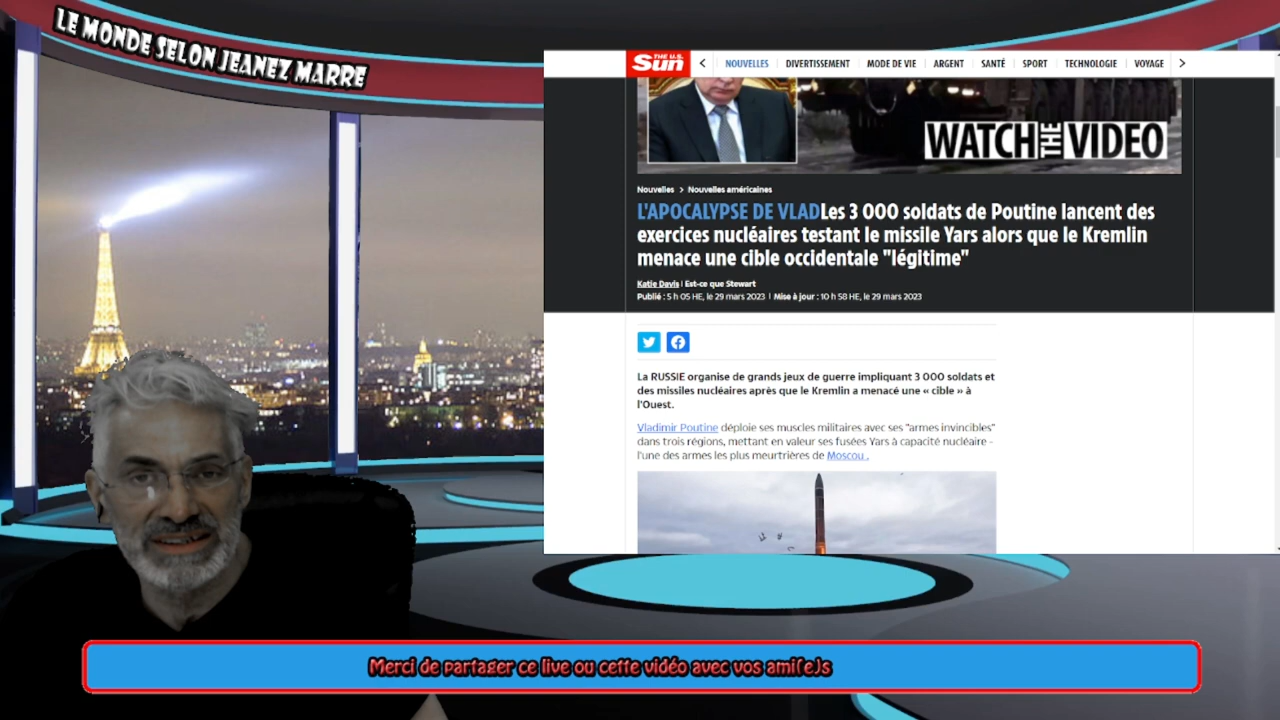 LE MONDE SELON JEANEZ MARRE
THE U.S. Sun
NOUVELLES DIVERTISSEMENT MODE DE VIE ARGENT SANTÉ SPORT TECHNOLOGIE VOYAGE
WATCH THE VIDEO
Nouvelles > Nouvelles américaines
L'APOCALYPSE DE VLADLes 3 000 soldats de Poutine lancent des
exercices nucléaires testant le missile Yars alors que le Kremlin
menace une cible occidentale "légitime"
Katie Davis | Est-ce que Stewart
Publié : 5 h 05 HE, le 29 mars 2023 | Mise à jour : 10 h 58 HE, le 29 mars 2023
La RUSSIE organise de grands jeux de guerre impliquant 3 000 soldats et
des missiles nucléaires après que le Kremlin a menacé une « cible » à
l'Ouest.
Vladimir Poutine déploie ses muscles militaires avec ses "armes invincibles"
dans trois régions, mettant en valeur ses fusées Yars à capacité nucléaire -
l'une des armes les plus meurtrières de Moscou .
Merci de partager ce live ou cette vidéo avec vos ami(e)s